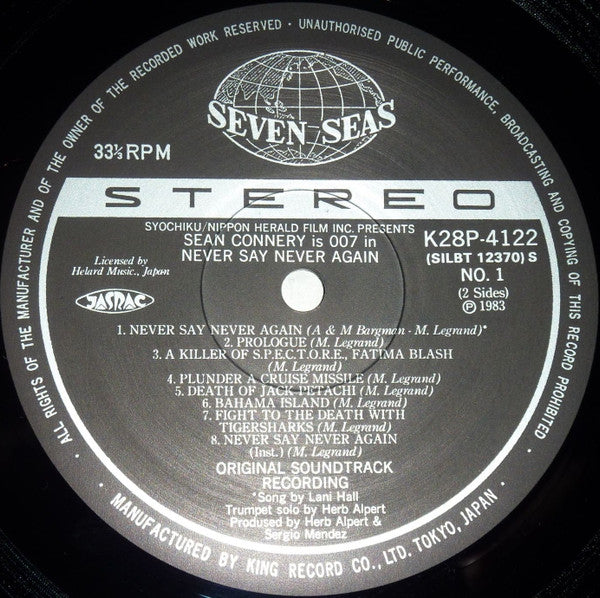 ALL RIGHTS OF THE MANUFACTURER AND OF THE OWNER OF THE RECORDED WORK RESERVED · UNAUTHORISED PUBLIC PERFORMANCE, BROADCASTING AND COPYING OF THIS RECORD PROHIBITED
SEVEN SEAS
33⅓ RPM
STEREO
SYOCHIKU/NIPPON HERALD FILM INC. PRESENTS
SEAN CONNERY is 007 in
NEVER SAY NEVER AGAIN
K28P-4122
(SILBT 12370) S
NO. 1
(2 Sides)
Ⓟ 1983
Licensed by
Helard Music., Japan
JASRAC
1. NEVER SAY NEVER AGAIN (A & M Bargman - M. Legrand)*
2. PROLOGUE (M. Legrand)
3. A KILLER OF S.P.E.C.T.O.R.E., FATIMA BLASH
(M. Legrand)
4. PLUNDER A CRUISE MISSILE (M. Legrand)
5. DEATH OF JACK PETACHI (M. Legrand)
6. BAHAMA ISLAND (M. Legrand)
7. FIGHT TO THE DEATH WITH
TIGERSHARKS (M. Legrand)
8. NEVER SAY NEVER AGAIN
(Inst.) (M. Legrand)
ORIGINAL SOUNDTRACK
RECORDING
*Song by Lani Hall
Trumpet solo by Herb Alpert
Prodused by Herb Alpert &
Sergio Mendez
· MANUFACTURED BY KING RECORD CO., LTD. TOKYO, JAPAN ·